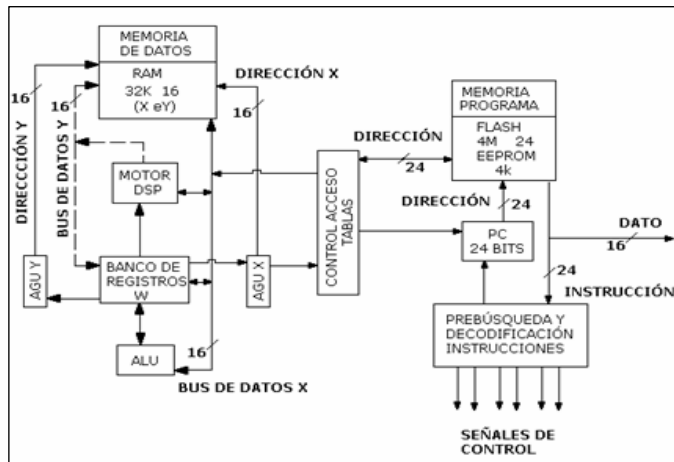 MEMORIA
DE DATOS
RAM
32K 16
(X eY)
DIRECCIÓN X
16
16
16
DIRECCCIÓN Y
BUS DE DATOS Y
MOTOR
DSP
BANCO DE
REGISTROS
W
AGU Y
AGU X
ALU
16
BUS DE DATOS X
CONTROL ACCESO
TABLAS
DIRECCIÓN
24
MEMORIA
PROGRAMA
FLASH
4M 24
EEPROM
4k
DIRECCIÓN
24
PC
24 BITS
DATO
16
24
INSTRUCCIÓN
PREBÚSQUEDA Y
DECODIFICACIÓN
INSTRUCCIONES
SEÑALES DE
CONTROL